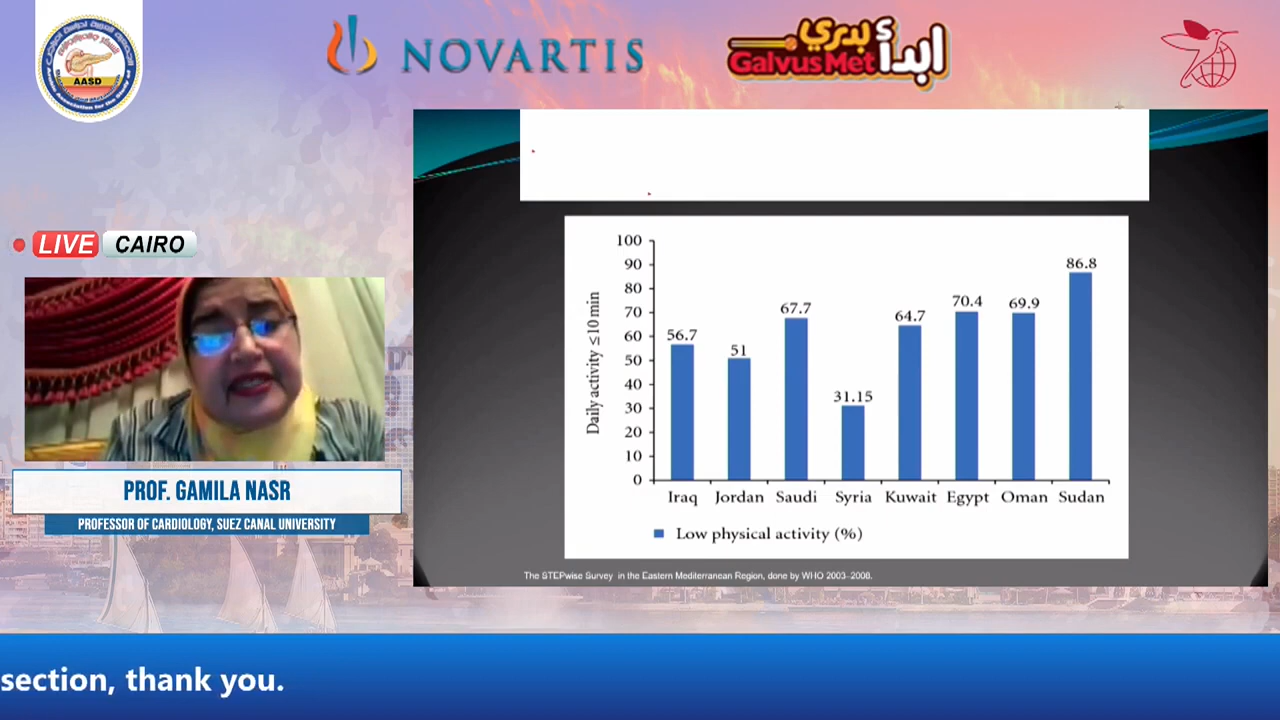 AASD
NOVARTIS
ابدأ بدري
GalvusMet
LIVE CAIRO
PROF. GAMILA NASR
PROFESSOR OF CARDIOLOGY, SUEZ CANAL UNIVERSITY
Daily activity ≤10 min
100
90
80
70
60
50
40
30
20
10
0
56.7
51
67.7
31.15
64.7
70.4
69.9
86.8
Iraq Jordan Saudi Syria Kuwait Egypt Oman Sudan
Low physical activity (%)
The STEPwise Survey in the Eastern Mediterranean Region, done by WHO 2003–2006.
section, thank you.